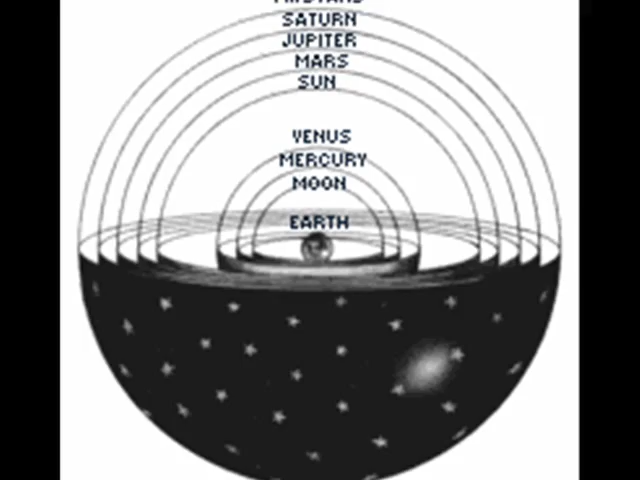 SATURN
JUPITER
MARS
SUN
VENUS
MERCURY
MOON
EARTH